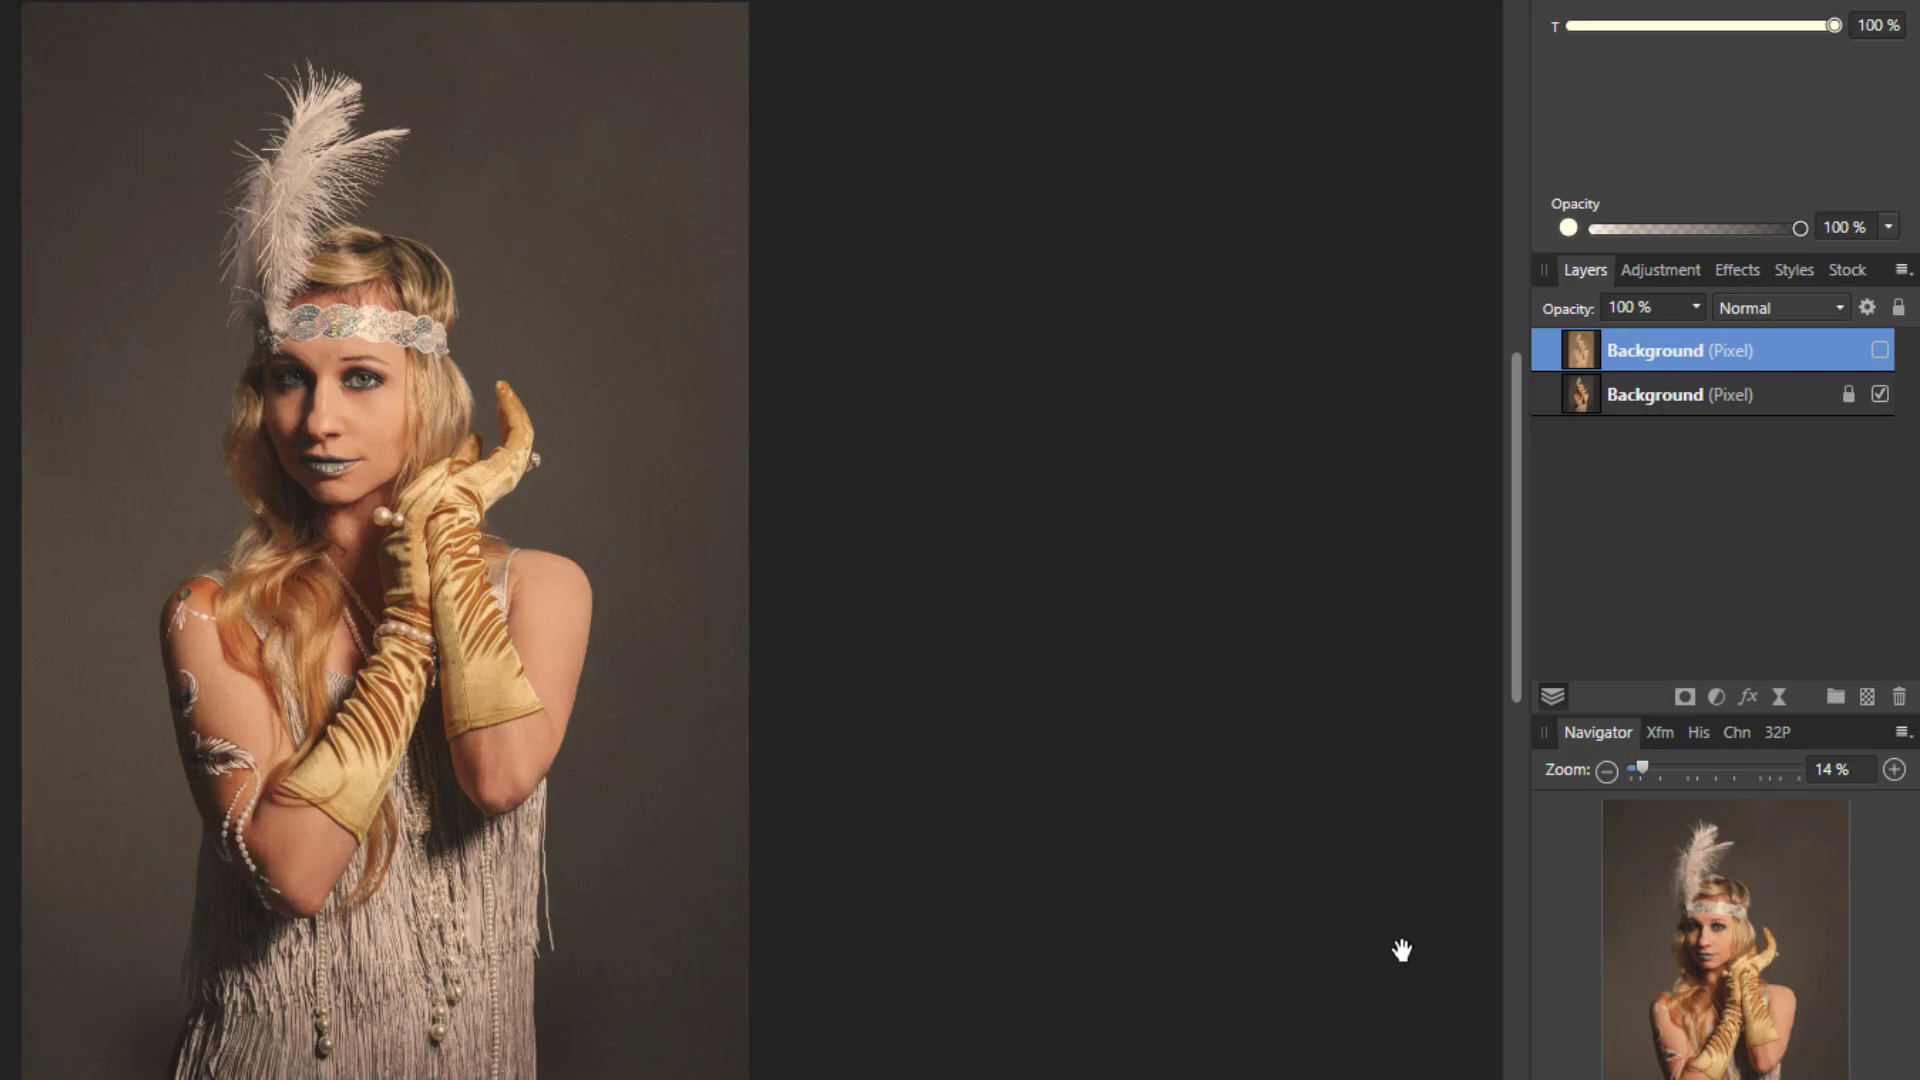 T 100 %
Opacity
100 %
Layers Adjustment Effects Styles Stock
Opacity: 100 % Normal
Background (Pixel)
Background (Pixel)
fx
Navigator Xfm His Chn 32P
Zoom: 14 %